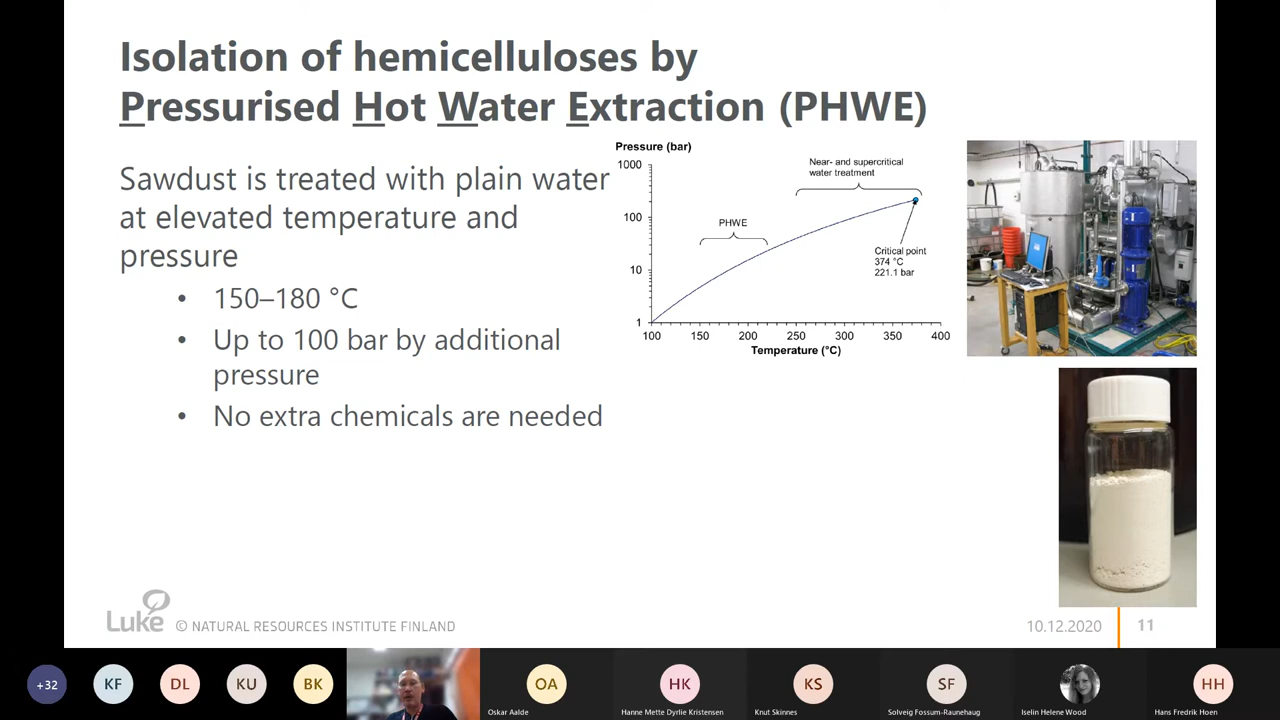 Isolation of hemicelluloses by
Pressurised Hot Water Extraction (PHWE)
Sawdust is treated with plain water
at elevated temperature and
pressure
• 150–180 °C
• Up to 100 bar by additional
pressure
• No extra chemicals are needed
Pressure (bar)
1000
100
10
1
Near- and supercritical
water treatment
PHWE
Critical point
374 °C
221.1 bar
100 150 200 250 300 350 400
Temperature (°C)
Luke © NATURAL RESOURCES INSTITUTE FINLAND
10.12.2020 11
+32 KF DL KU BK OA HK KS SF HH
Oskar Aalde Hanne Mette Dyrlie Kristensen Knut Skinnes Solveig Fossum-Raunehaug Iselin Helene Wood Hans Fredrik Hoen